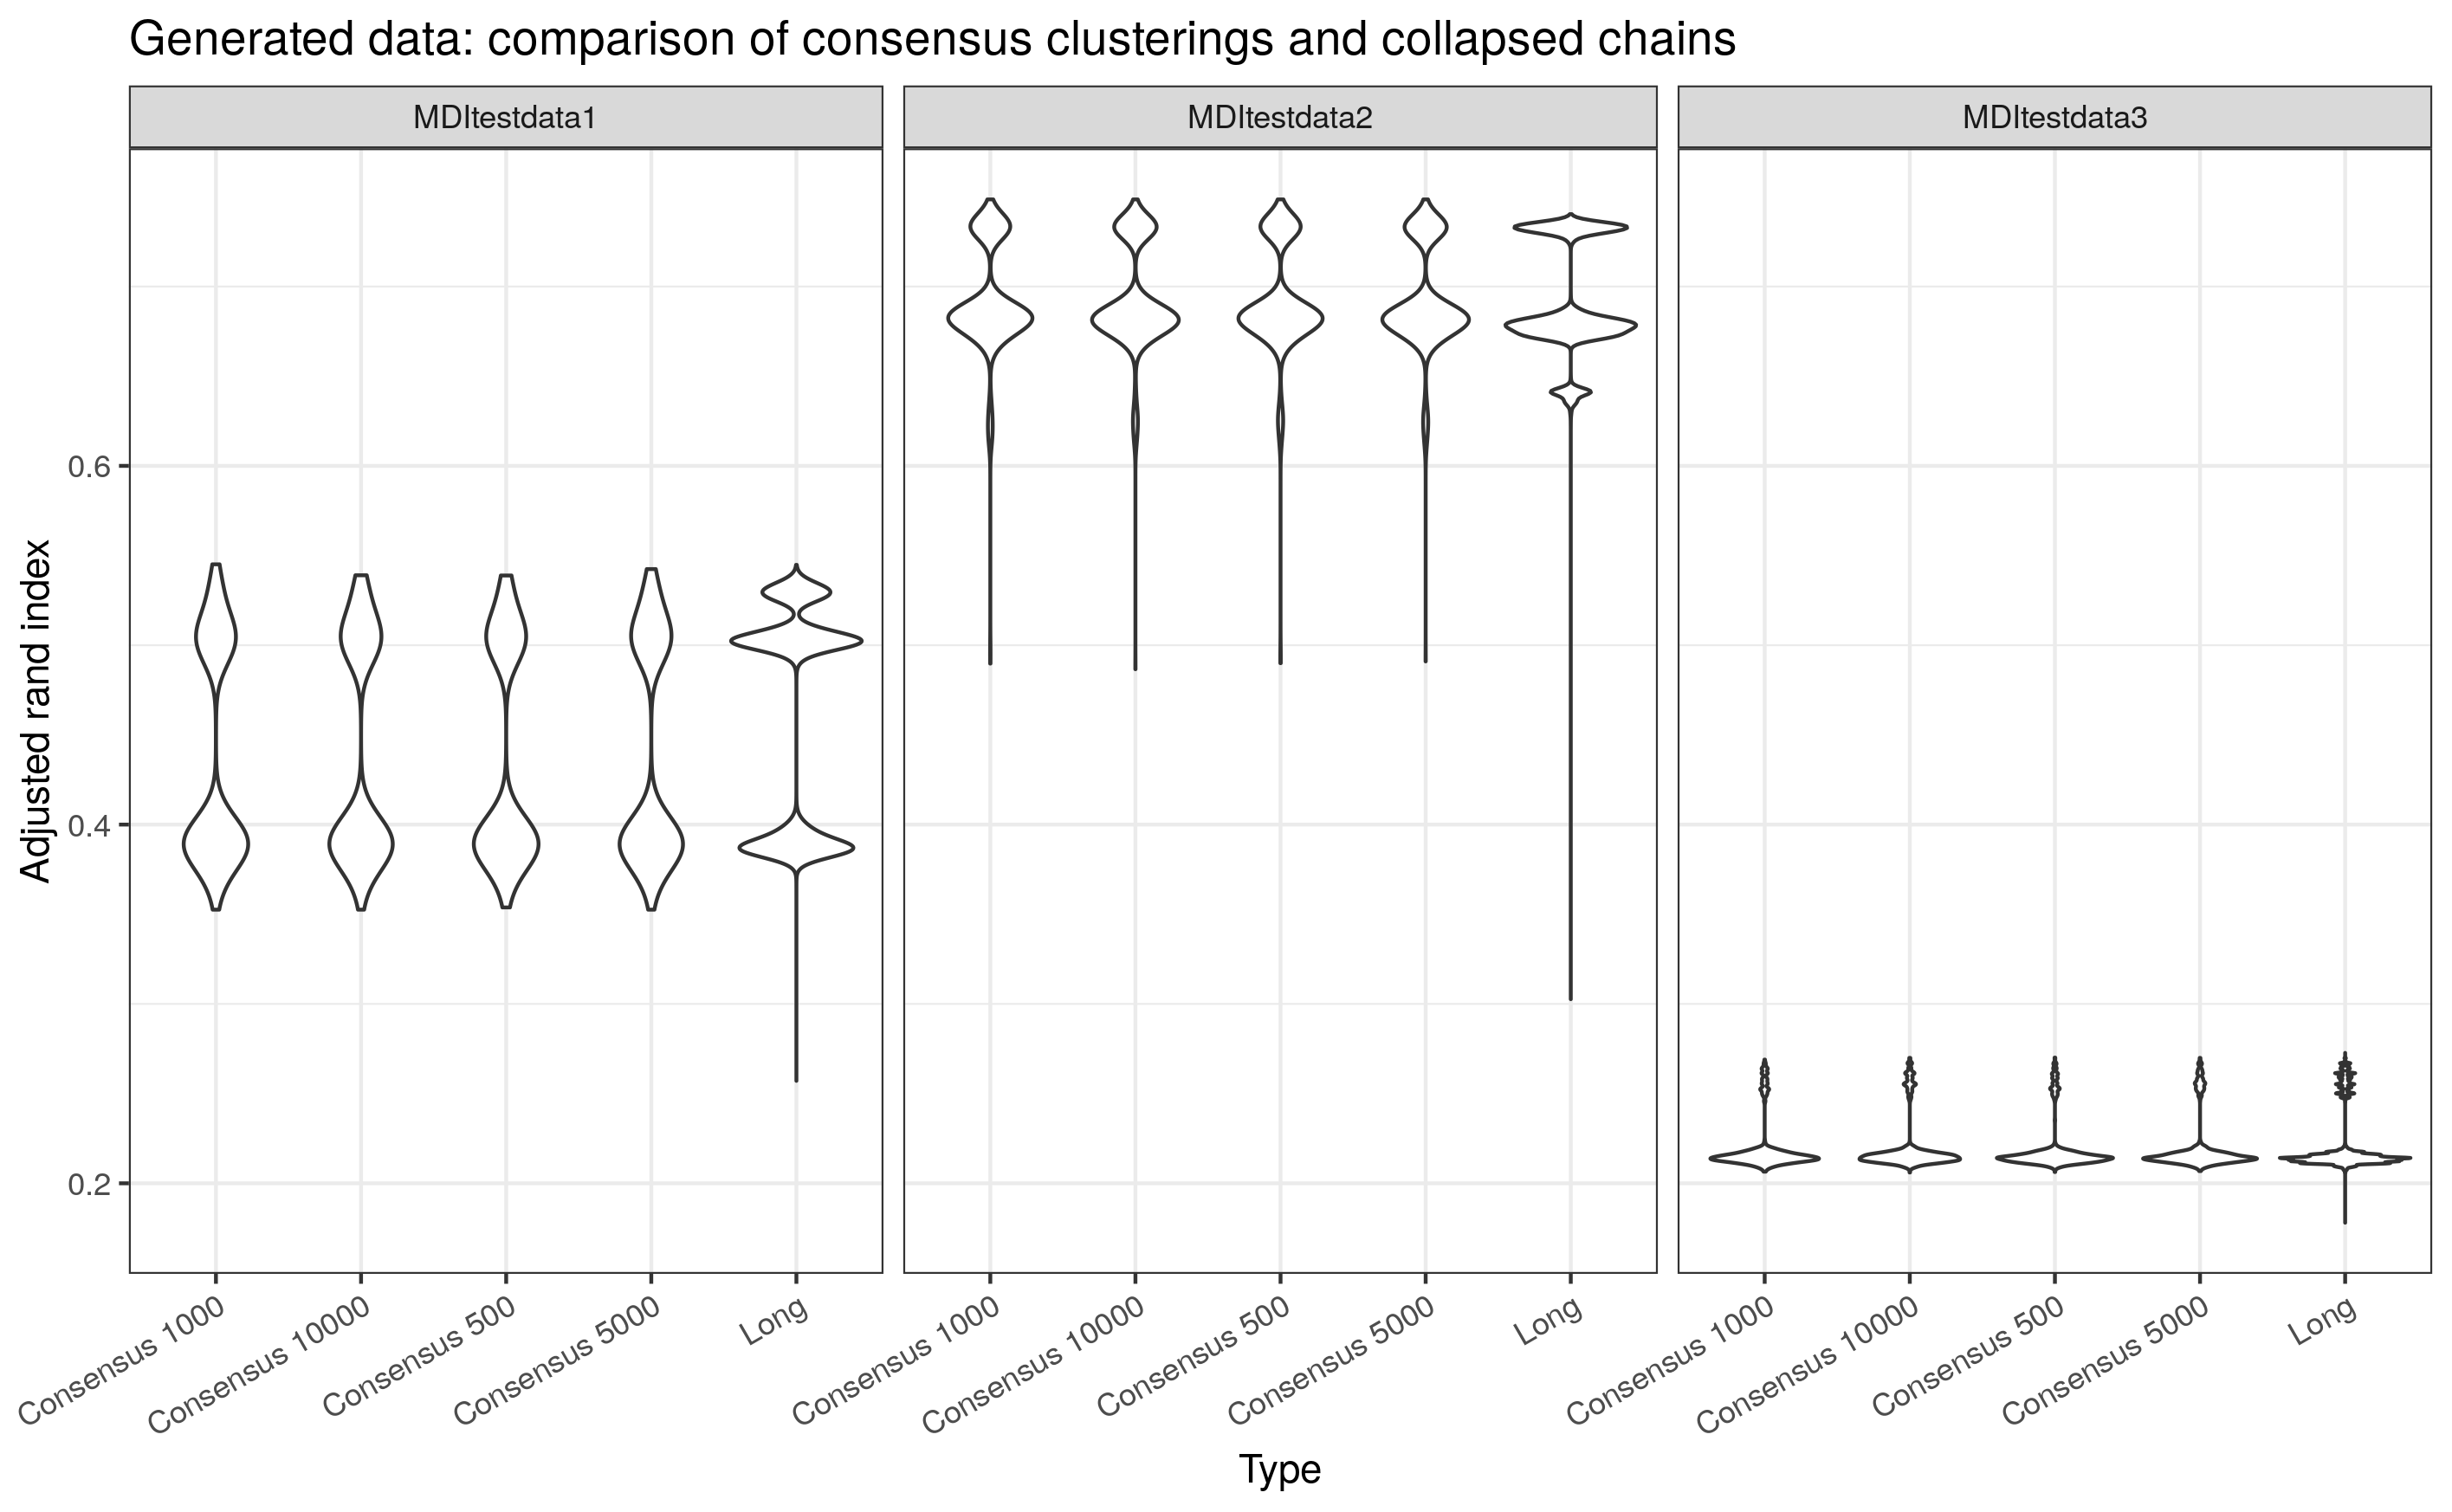 Generated data: comparison of consensus clusterings and collapsed chains
MDItestdata1
MDItestdata2
MDItestdata3
Adjusted rand index
0.6
0.4
0.2
Consensus 1000
Consensus 10000
Consensus 500
Consensus 5000
Long
Consensus 1000
Consensus 10000
Consensus 500
Consensus 5000
Long
Consensus 1000
Consensus 10000
Consensus 500
Consensus 5000
Long
Type